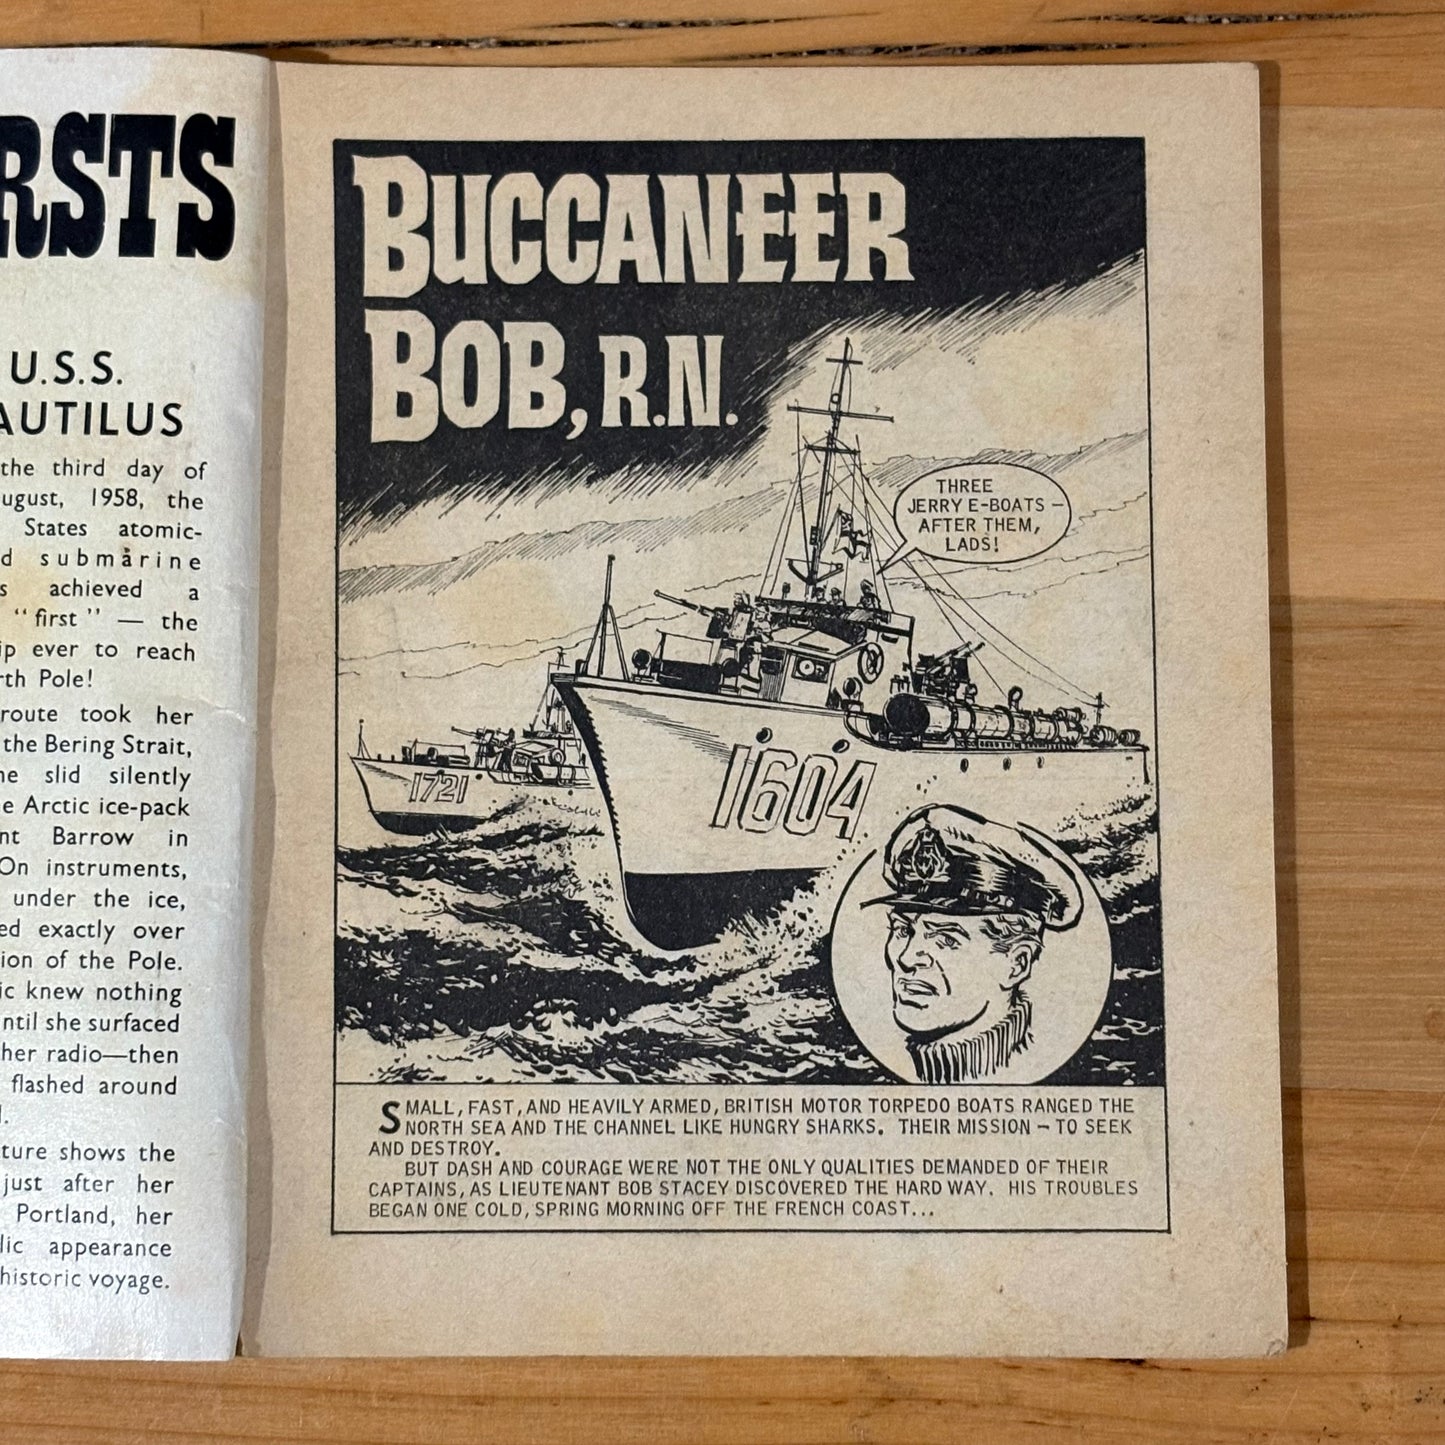 RSTS
U.S.S.
AUTILUS
the third day of
ugust, 1958, the
States atomic-
d submarine
s achieved a
"first" — the
ip ever to reach
rth Pole!
route took her
the Bering Strait,
he slid silently
e Arctic ice-pack
nt Barrow in
On instruments,
under the ice,
ed exactly over
ion of the Pole.
ic knew nothing
ntil she surfaced
her radio—then
flashed around
l.
ture shows the
just after her
Portland, her
lic appearance
historic voyage.
BUCCANEER
BOB, R.N.
THREE
JERRY E-BOATS –
AFTER THEM,
LADS!
1721
1604
SMALL, FAST, AND HEAVILY ARMED, BRITISH MOTOR TORPEDO BOATS RANGED THE
NORTH SEA AND THE CHANNEL LIKE HUNGRY SHARKS. THEIR MISSION – TO SEEK
AND DESTROY.
BUT DASH AND COURAGE WERE NOT THE ONLY QUALITIES DEMANDED OF THEIR
CAPTAINS, AS LIEUTENANT BOB STACEY DISCOVERED THE HARD WAY. HIS TROUBLES
BEGAN ONE COLD, SPRING MORNING OFF THE FRENCH COAST...